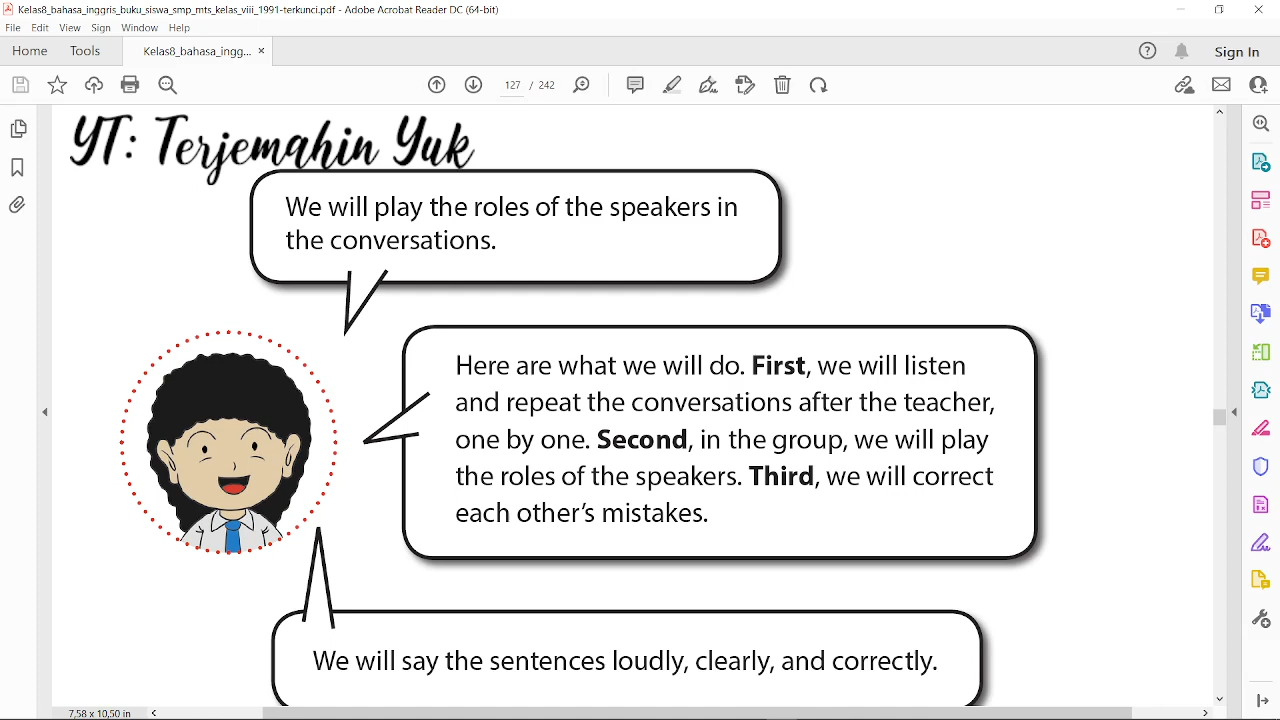 Kelas8_bahasa_inggris_buku_siswa_smp_mts_kelas_viii_1991-terkunci.pdf - Adobe Acrobat Reader DC (64-bit)
File Edit View Sign Window Help
Home Tools Kelas8_bahasa_ingg... × Sign In
127 / 242
YT: Terjemahin Yuk
We will play the roles of the speakers in
the conversations.
Here are what we will do. First, we will listen
and repeat the conversations after the teacher,
one by one. Second, in the group, we will play
the roles of the speakers. Third, we will correct
each other's mistakes.
We will say the sentences loudly, clearly, and correctly.
7,58 x 10,50 in